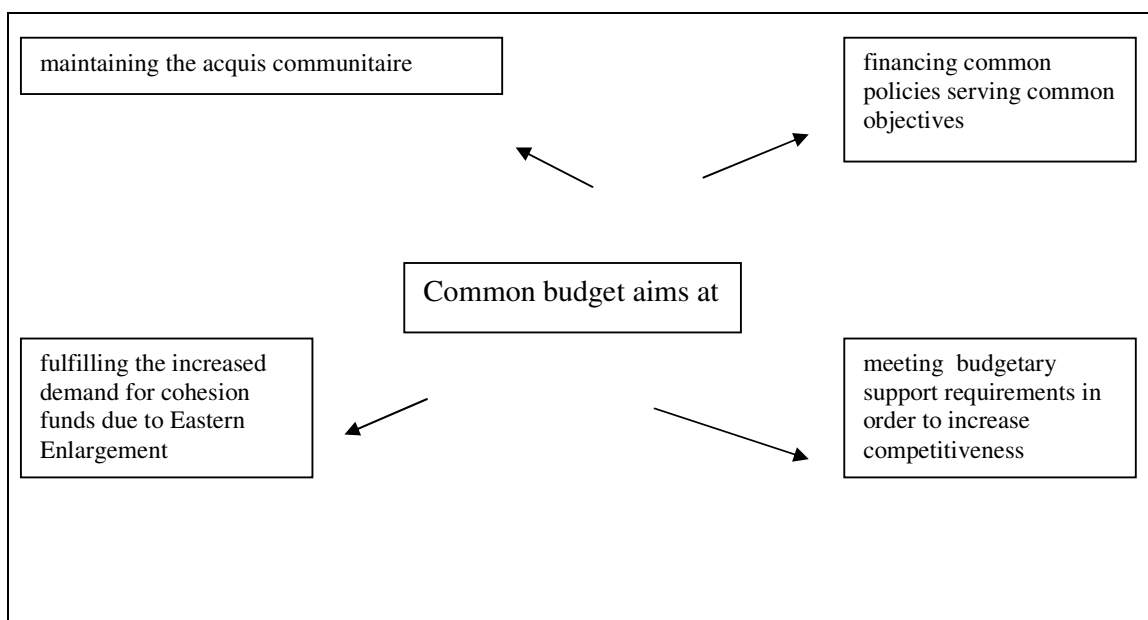 maintaining the acquis communitaire
financing common
policies serving common
objectives
Common budget aims at
fulfilling the increased
demand for cohesion
funds due to Eastern
Enlargement
meeting  budgetary
support requirements in
order to increase
competitiveness